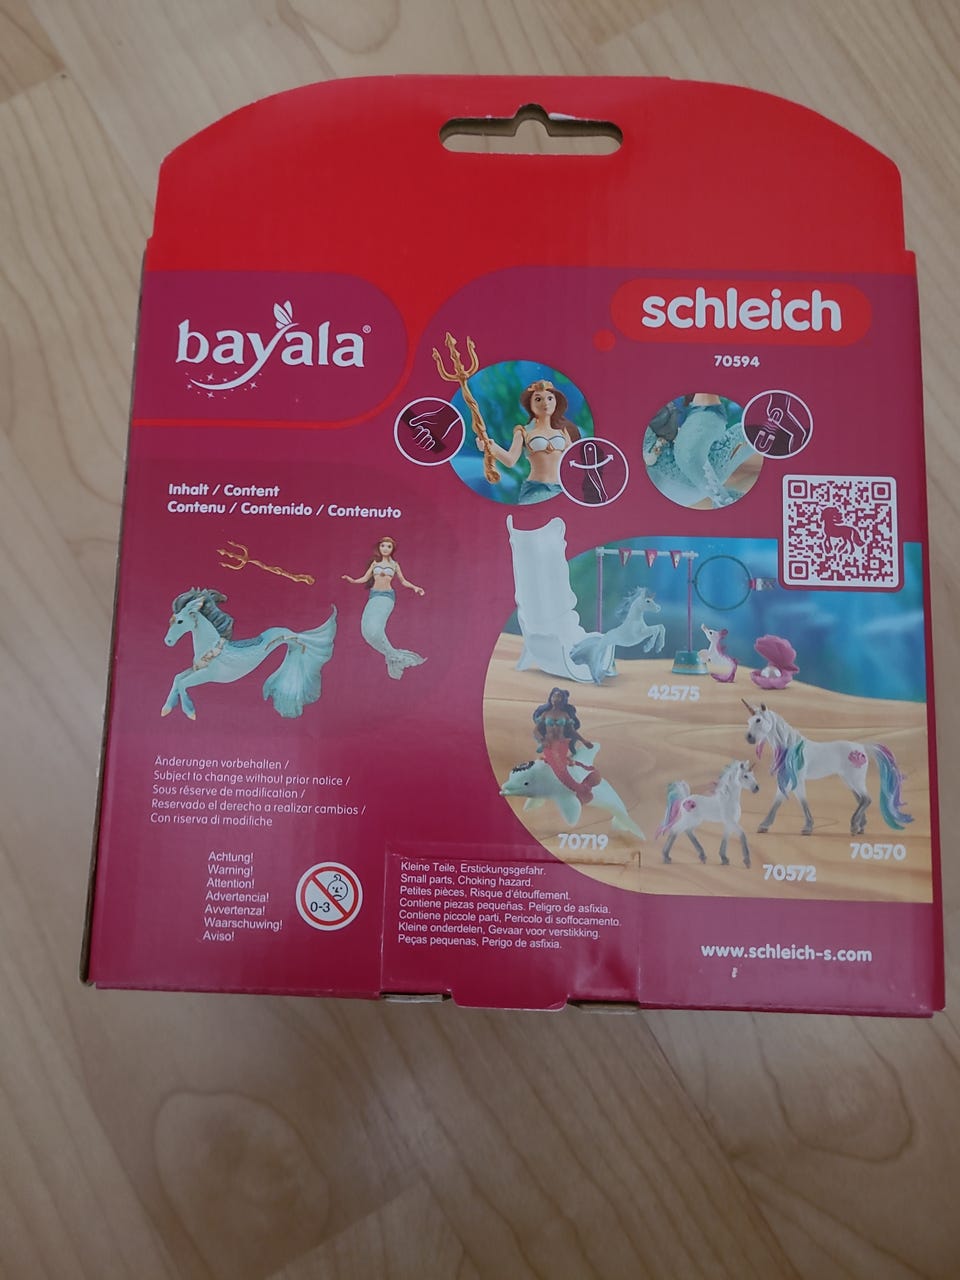 bayala®
schleich
70594
Inhalt / Content
Contenu / Contenido / Contenuto
42575
70719
70572
70570
Änderungen vorbehalten /
Subject to change without prior notice /
Sous réserve de modification /
Reservado el derecho a realizar cambios /
Con riserva di modifiche
Achtung!
Warning!
Attention!
Advertencia!
Avvertenza!
Waarschuwing!
Aviso!
0-3
Kleine Teile, Erstickungsgefahr.
Small parts, Choking hazard.
Petites pièces, Risque d'étouffement.
Contiene piezas pequeñas. Peligro de asfixia.
Contiene piccole parti, Pericolo di soffocamento.
Kleine onderdelen, Gevaar voor verstikking.
Peças pequenas, Perigo de asfixia.
www.schleich-s.com